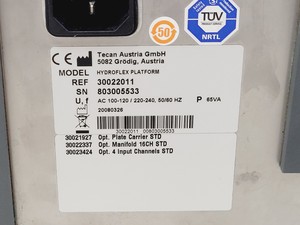 50
TÜV
NRTL
Tecan Austria GmbH
5082 Grödig, Austria
MODEL HYDROFLEX PLATFORM
REF 30022011
SN 803005533
U, f AC 100-120 / 220-240, 50/60 HZ P 65VA
20080326
30022011 00803005533
30021927 Opt. Plate Carrier STD
30022337 Opt. Manifold 16CH STD
30023424 Opt. 4 Input Channels STD